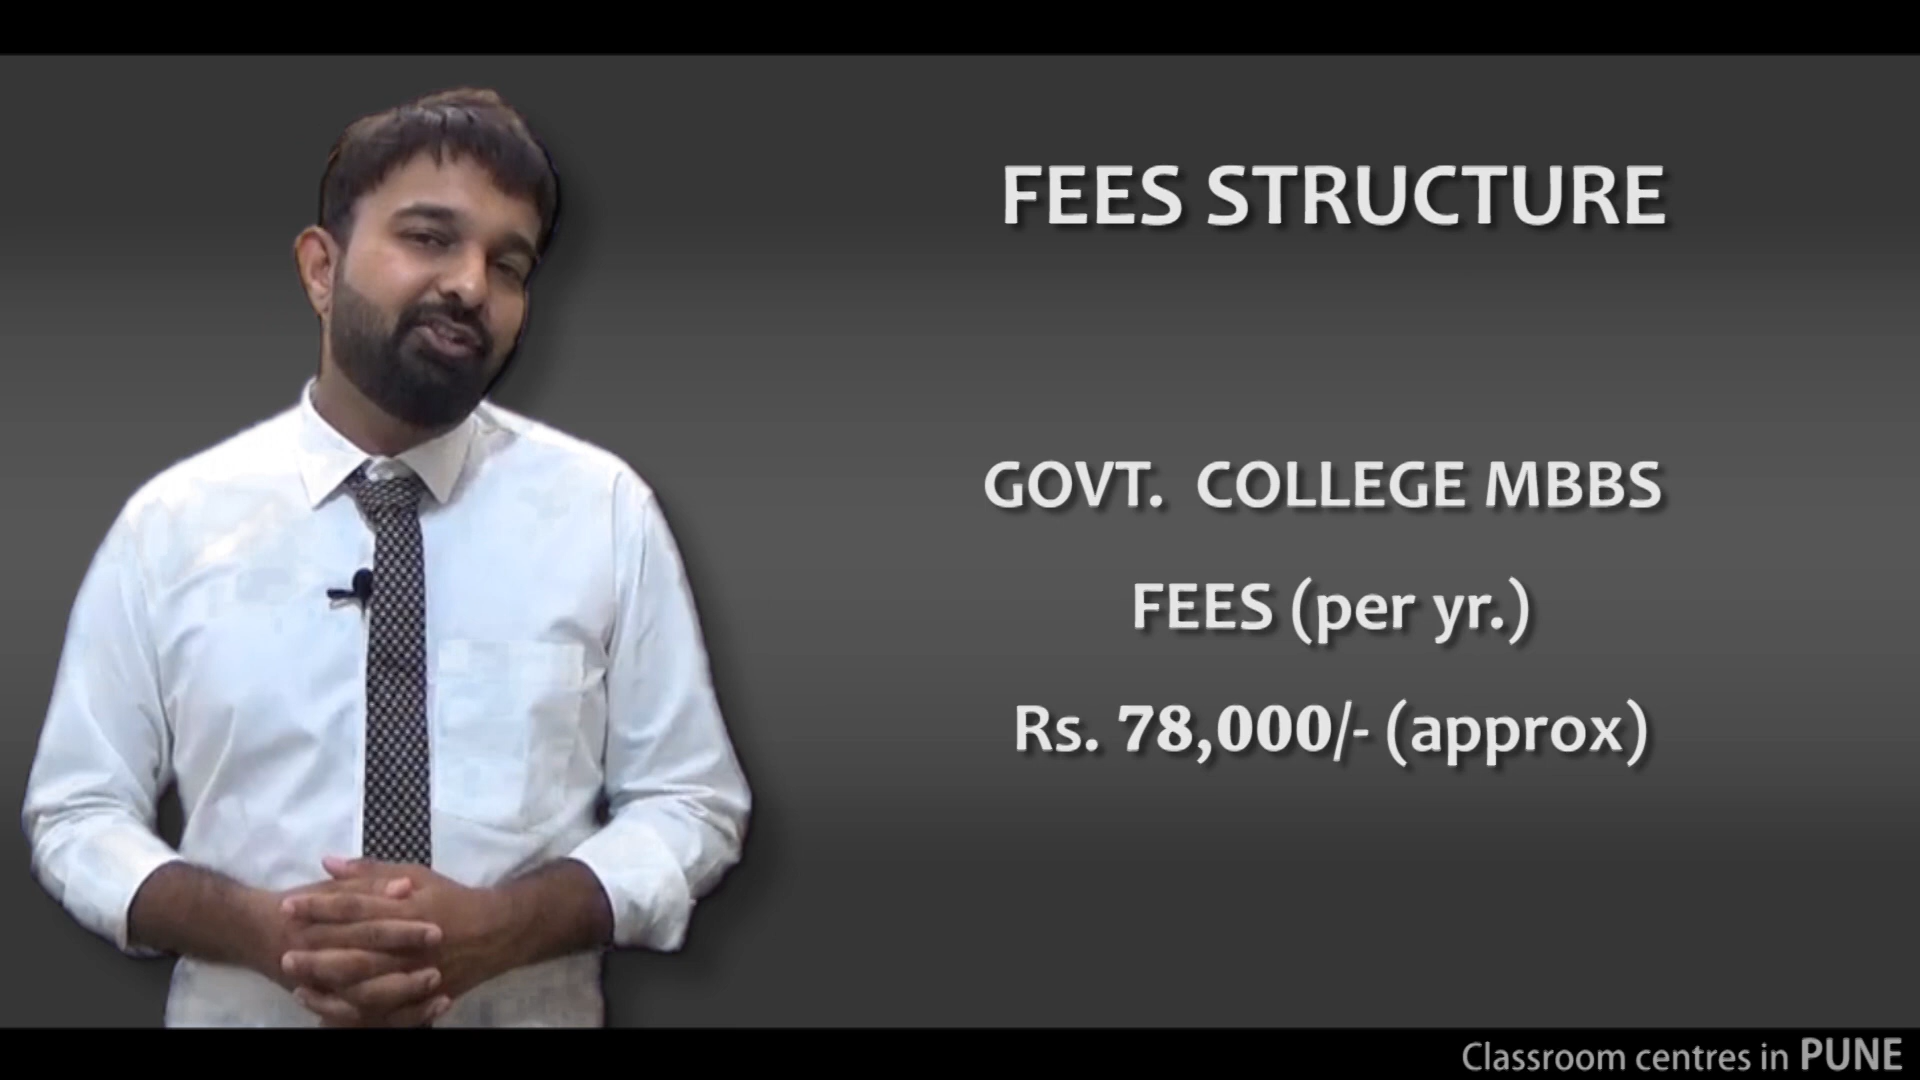 FEES STRUCTURE
GOVT. COLLEGE MBBS
FEES (per yr.)
Rs. 78,000/- (approx)
Classroom centres in PUNE